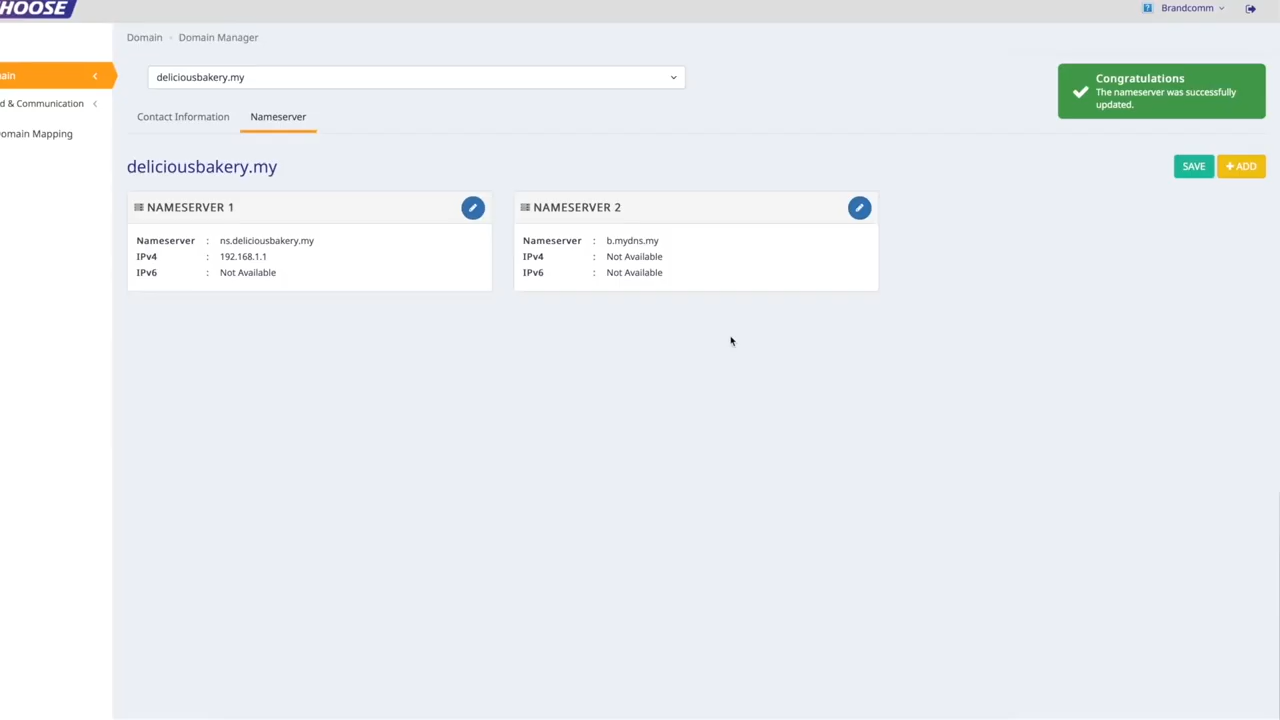 HOOSE
Brandcomm
Domain
Domain Manager
ain
d & Communication
omain Mapping
deliciousbakery.my
Congratulations
The nameserver was successfully
updated.
Contact Information
Nameserver
deliciousbakery.my
SAVE
+ ADD
NAMESERVER 1
Nameserver : ns.deliciousbakery.my
IPv4 : 192.168.1.1
IPv6 : Not Available
NAMESERVER 2
Nameserver : b.mydns.my
IPv4 : Not Available
IPv6 : Not Available